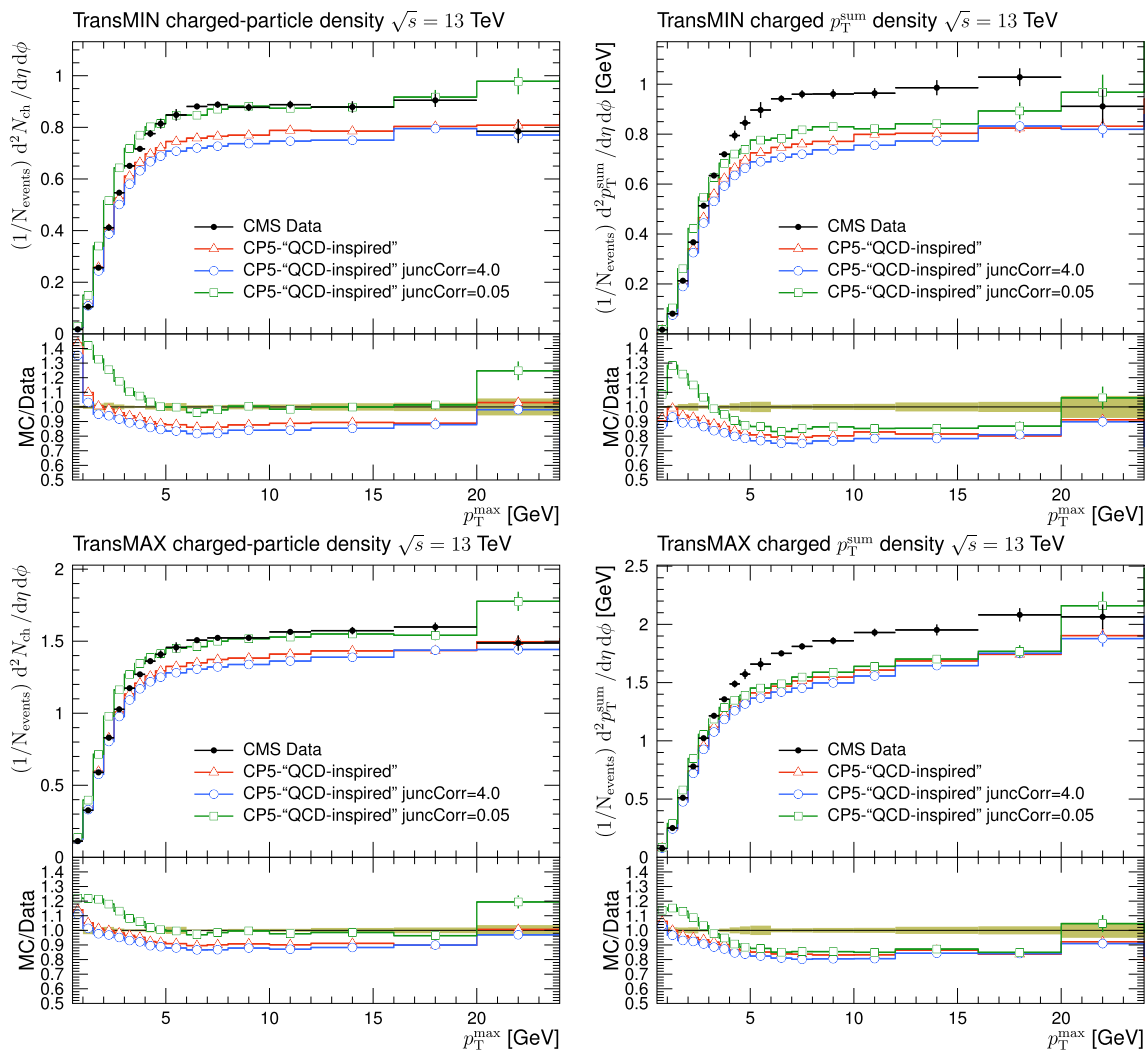 TransMIN charged-particle density √s = 13 TeV
(1/N_events) d² N_ch /dη dϕ
1
0.8
0.6
0.4
0.2
0
CMS Data
CP5-“QCD-inspired”
CP5-“QCD-inspired” juncCorr=4.0
CP5-“QCD-inspired” juncCorr=0.05
MC/Data
1.4
1.3
1.2
1.1
1.0
0.9
0.8
0.7
0.6
0.5
5 10 15 20
p_T^max [GeV]
TransMIN charged p_T^sum density √s = 13 TeV
(1/N_events) d² p_T^sum /dη dϕ [GeV]
1
0.8
0.6
0.4
0.2
0
CMS Data
CP5-“QCD-inspired”
CP5-“QCD-inspired” juncCorr=4.0
CP5-“QCD-inspired” juncCorr=0.05
MC/Data
1.4
1.3
1.2
1.1
1.0
0.9
0.8
0.7
0.6
0.5
5 10 15 20
p_T^max [GeV]
TransMAX charged-particle density √s = 13 TeV
(1/N_events) d² N_ch /dη dϕ
2
1.5
1
0.5
0
CMS Data
CP5-“QCD-inspired”
CP5-“QCD-inspired” juncCorr=4.0
CP5-“QCD-inspired” juncCorr=0.05
MC/Data
1.4
1.3
1.2
1.1
1.0
0.9
0.8
0.7
0.6
0.5
5 10 15 20
p_T^max [GeV]
TransMAX charged p_T^sum density √s = 13 TeV
(1/N_events) d² p_T^sum /dη dϕ [GeV]
2.5
2
1.5
1
0.5
0
CMS Data
CP5-“QCD-inspired”
CP5-“QCD-inspired” juncCorr=4.0
CP5-“QCD-inspired” juncCorr=0.05
MC/Data
1.4
1.3
1.2
1.1
1.0
0.9
0.8
0.7
0.6
0.5
5 10 15 20
p_T^max [GeV]